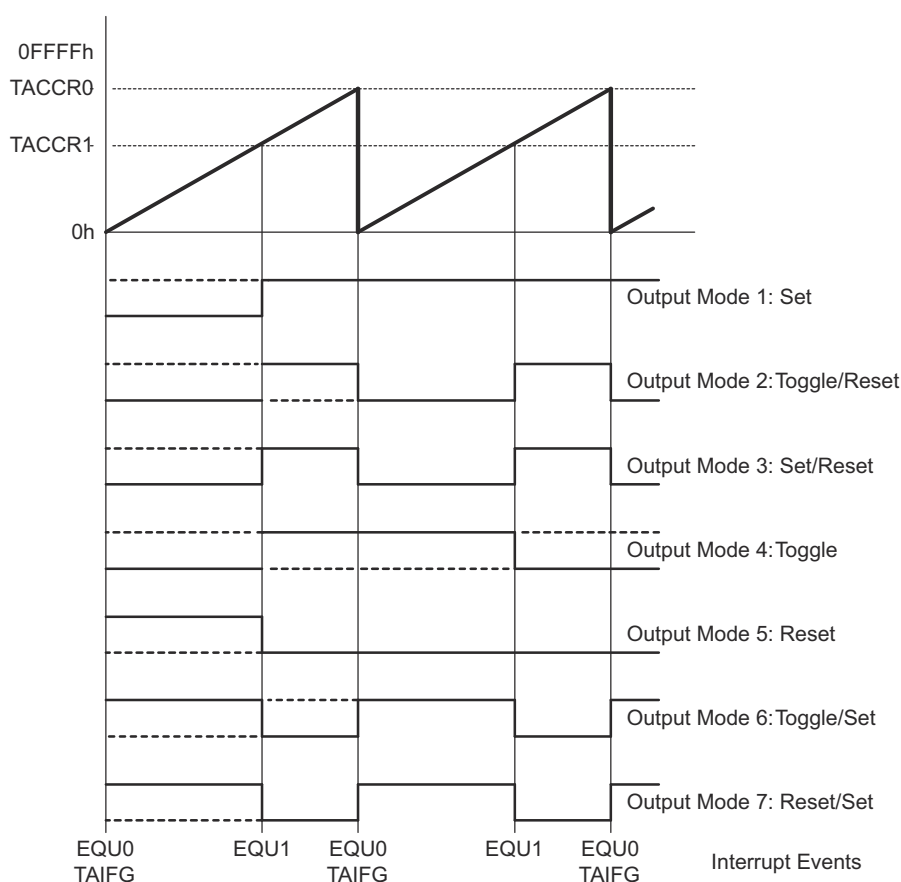 0FFFFh
TACCR0
TACCR1
0h
Output Mode 1: Set
Output Mode 2:Toggle/Reset
Output Mode 3: Set/Reset
Output Mode 4:Toggle
Output Mode 5: Reset
Output Mode 6:Toggle/Set
Output Mode 7: Reset/Set
EQU0 EQU1 EQU0 EQU1 EQU0 Interrupt Events
TAIFG TAIFG TAIFG